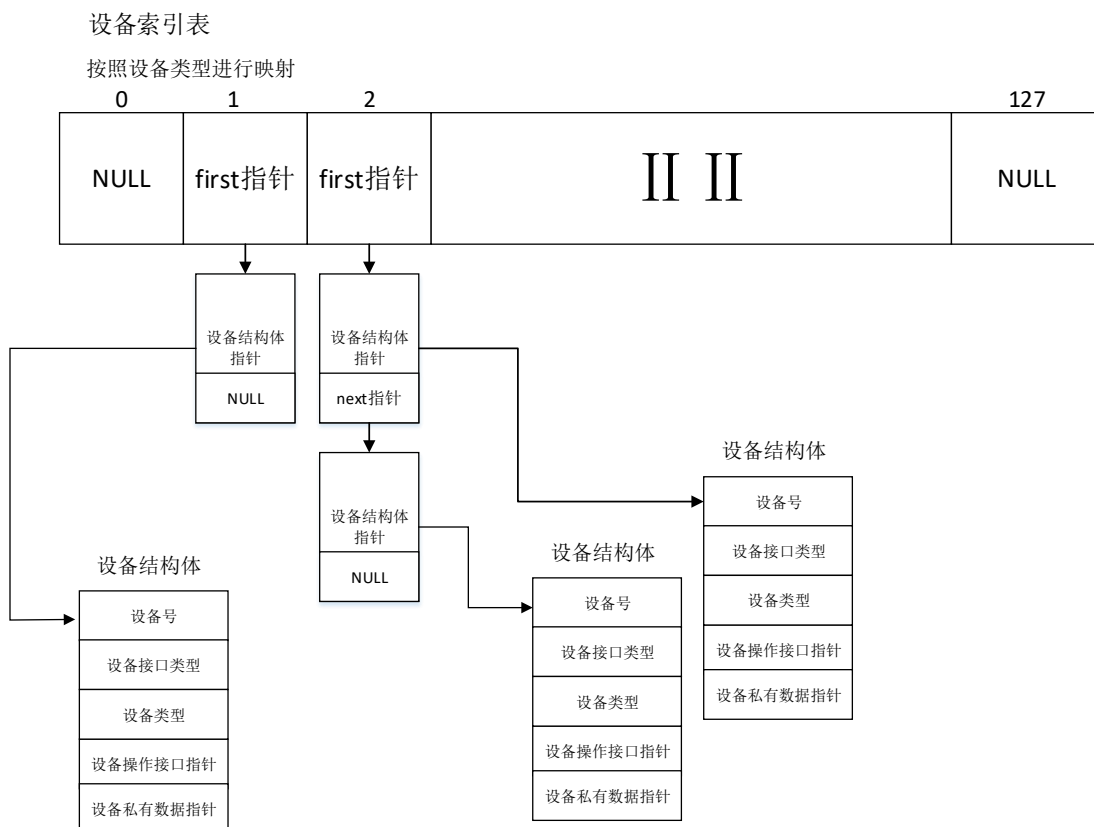 设备索引表
按照设备类型进行映射
0 1 2 127
NULL first指针 first指针 NULL
设备结构体
指针
NULL
设备结构体
指针
next指针
设备结构体
指针
NULL
设备结构体
设备号
设备接口类型
设备类型
设备操作接口指针
设备私有数据指针
设备结构体
设备号
设备接口类型
设备类型
设备操作接口指针
设备私有数据指针
设备结构体
设备号
设备接口类型
设备类型
设备操作接口指针
设备私有数据指针